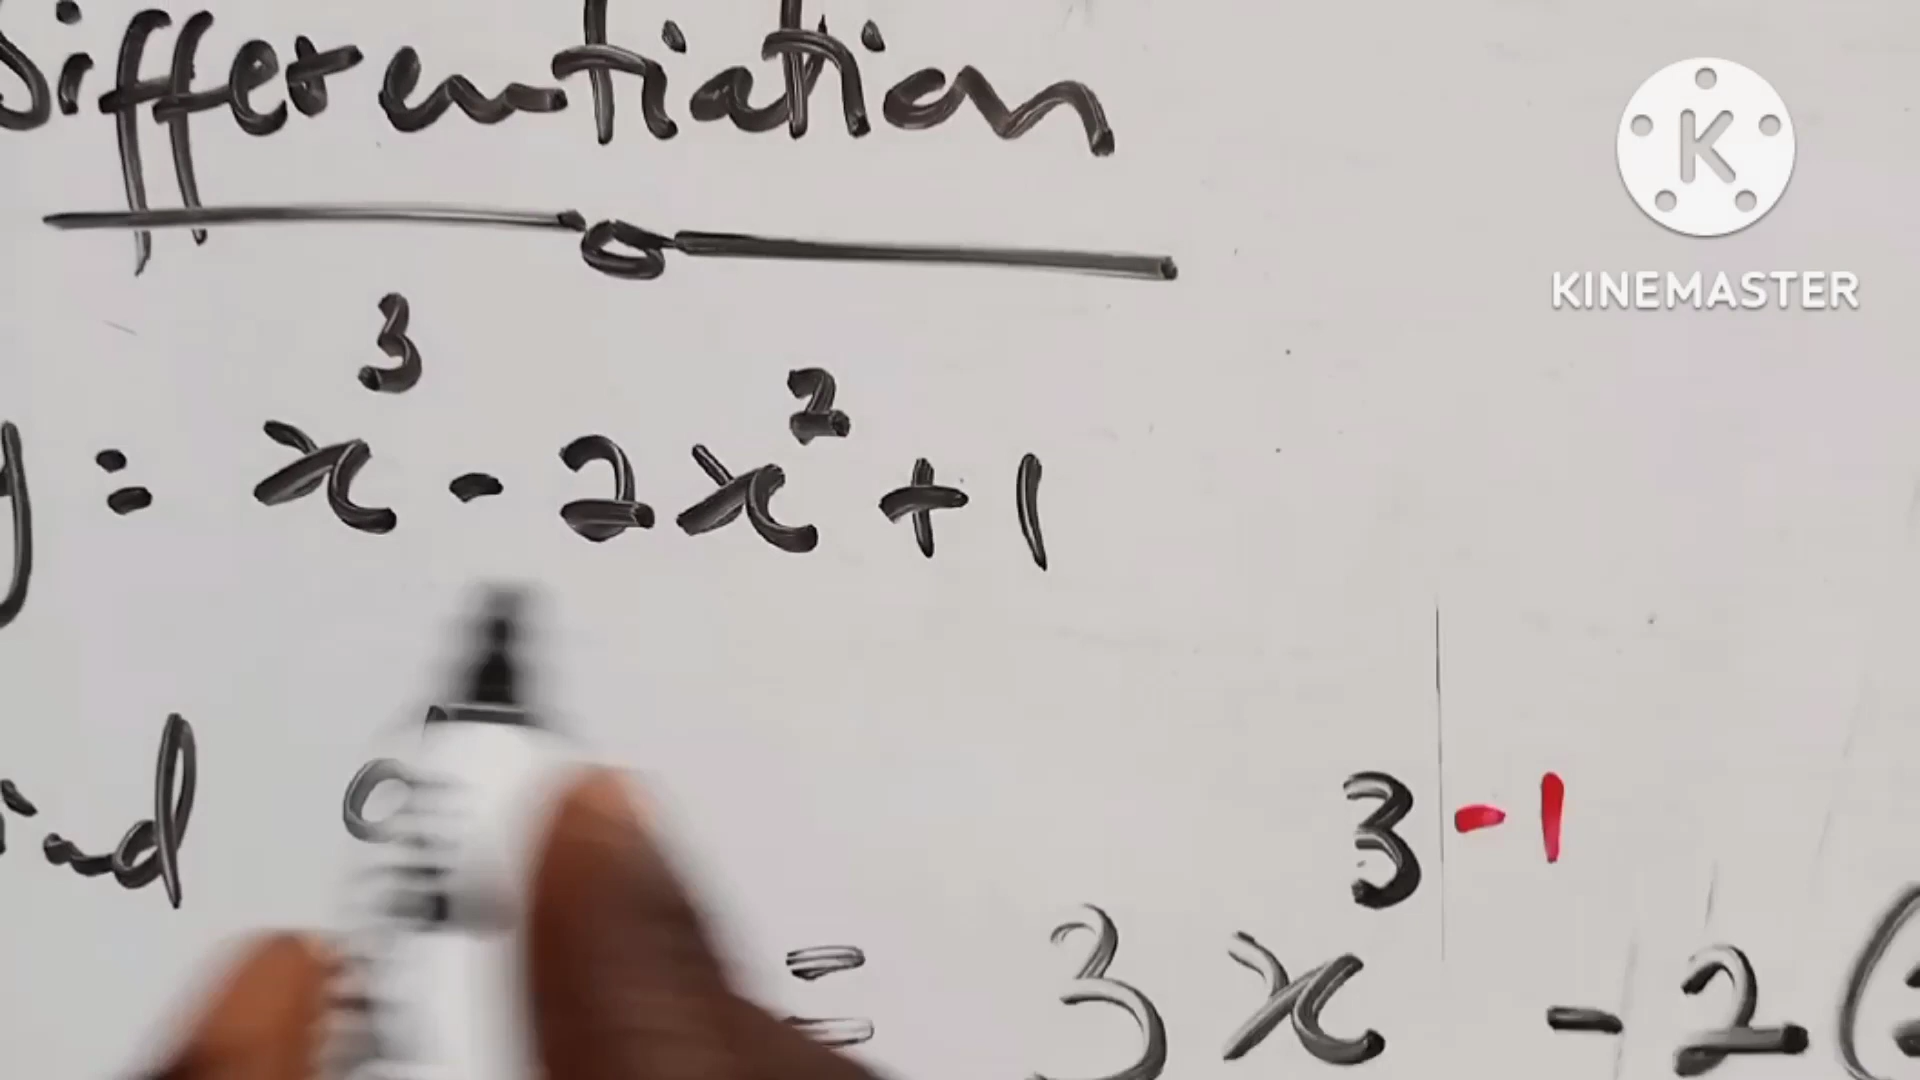 Differentiation
y = x³ - 2x² + 1
KINEMASTER
= 3x³⁻¹ - 2(